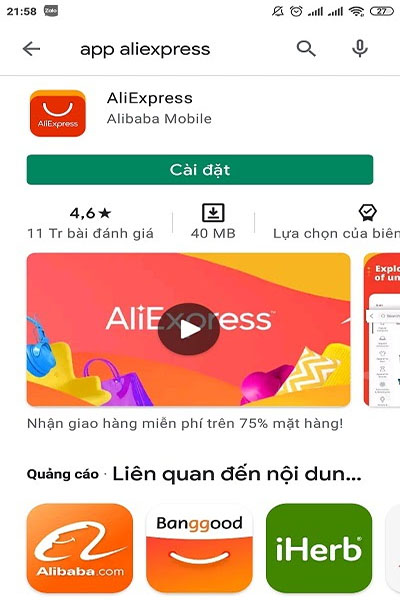 21:58 Zalo 27
app aliexpress
AliExpress
AliExpress
Alibaba Mobile
Cài đặt
4,6★
11 Tr bài đánh giá
40 MB
Lựa chọn của biên
AliExpress
Explo
of un
Nhận giao hàng miễn phí trên 75% mặt hàng!
Quảng cáo · Liên quan đến nội dun...
Alibaba.com
Banggood
iHerb